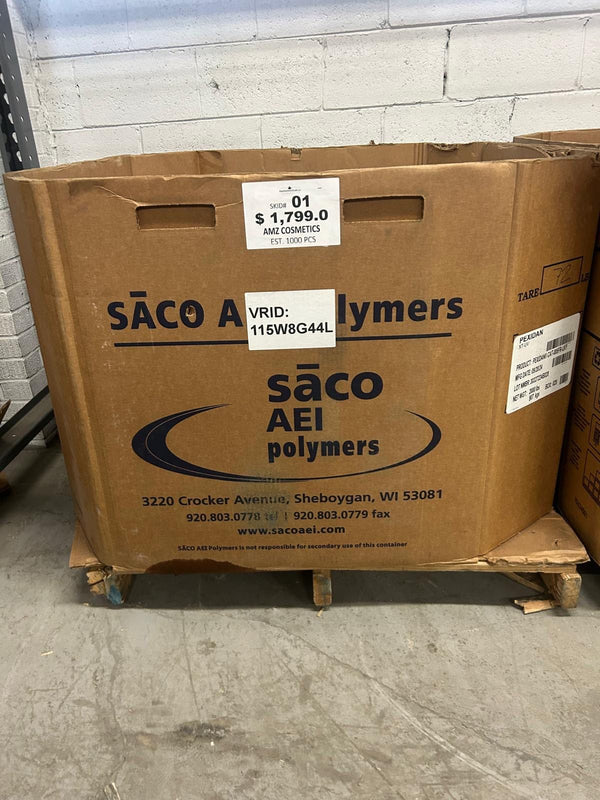 SKID# 01
$ 1,799.0
AMZ COSMETICS
EST. 1000 PCS
SĀCO A lymers
VRID:
115W8G44L
sāco
AEI
polymers
3220 Crocker Avenue, Sheboygan, WI 53081
920.803.0778 tel | 920.803.0779 fax
www.sacoaei.com
SĀCO AEI Polymers is not responsible for secondary use of this container
TARE 72
PEXIDAN